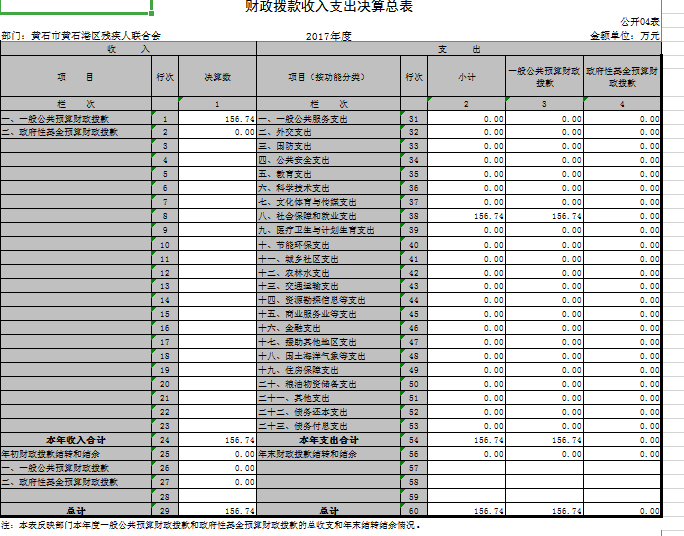 财政拨款收入支出决算总表
公开04表
部门：黄石市黄石港区残疾人联合会 2017年度 金额单位：万元
收 入 支 出
项 目 行次 决算数 项目（按功能分类） 行次 小计 一般公共预算财政拨款 政府性基金预算财政拨款
栏 次 1 栏 次 2 3 4
一、一般公共预算财政拨款 1 156.74 一、一般公共服务支出 31 0.00 0.00 0.00
二、政府性基金预算财政拨款 2 0.00 二、外交支出 32 0.00 0.00 0.00
3 三、国防支出 33 0.00 0.00 0.00
4 四、公共安全支出 34 0.00 0.00 0.00
5 五、教育支出 35 0.00 0.00 0.00
6 六、科学技术支出 36 0.00 0.00 0.00
7 七、文化体育与传媒支出 37 0.00 0.00 0.00
8 八、社会保障和就业支出 38 156.74 156.74 0.00
9 九、医疗卫生与计划生育支出 39 0.00 0.00 0.00
10 十、节能环保支出 40 0.00 0.00 0.00
11 十一、城乡社区支出 41 0.00 0.00 0.00
12 十二、农林水支出 42 0.00 0.00 0.00
13 十三、交通运输支出 43 0.00 0.00 0.00
14 十四、资源勘探信息等支出 44 0.00 0.00 0.00
15 十五、商业服务业等支出 45 0.00 0.00 0.00
16 十六、金融支出 46 0.00 0.00 0.00
17 十七、援助其他地区支出 47 0.00 0.00 0.00
18 十八、国土海洋气象等支出 48 0.00 0.00 0.00
19 十九、住房保障支出 49 0.00 0.00 0.00
20 二十、粮油物资储备支出 50 0.00 0.00 0.00
21 二十一、其他支出 51 0.00 0.00 0.00
22 二十二、债务还本支出 52 0.00 0.00 0.00
23 二十三、债务付息支出 53 0.00 0.00 0.00
本年收入合计 24 156.74 本年支出合计 54 156.74 156.74 0.00
年初财政拨款结转和结余 25 0.00 年末财政拨款结转和结余 56 0.00 0.00 0.00
一、一般公共预算财政拨款 26 0.00 57
二、政府性基金预算财政拨款 27 0.00 58
28 59
总计 29 156.74 总计 60 156.74 156.74 0.00
注：本表反映部门本年度一般公共预算财政拨款和政府性基金预算财政拨款的总收支和年末结转结余情况。